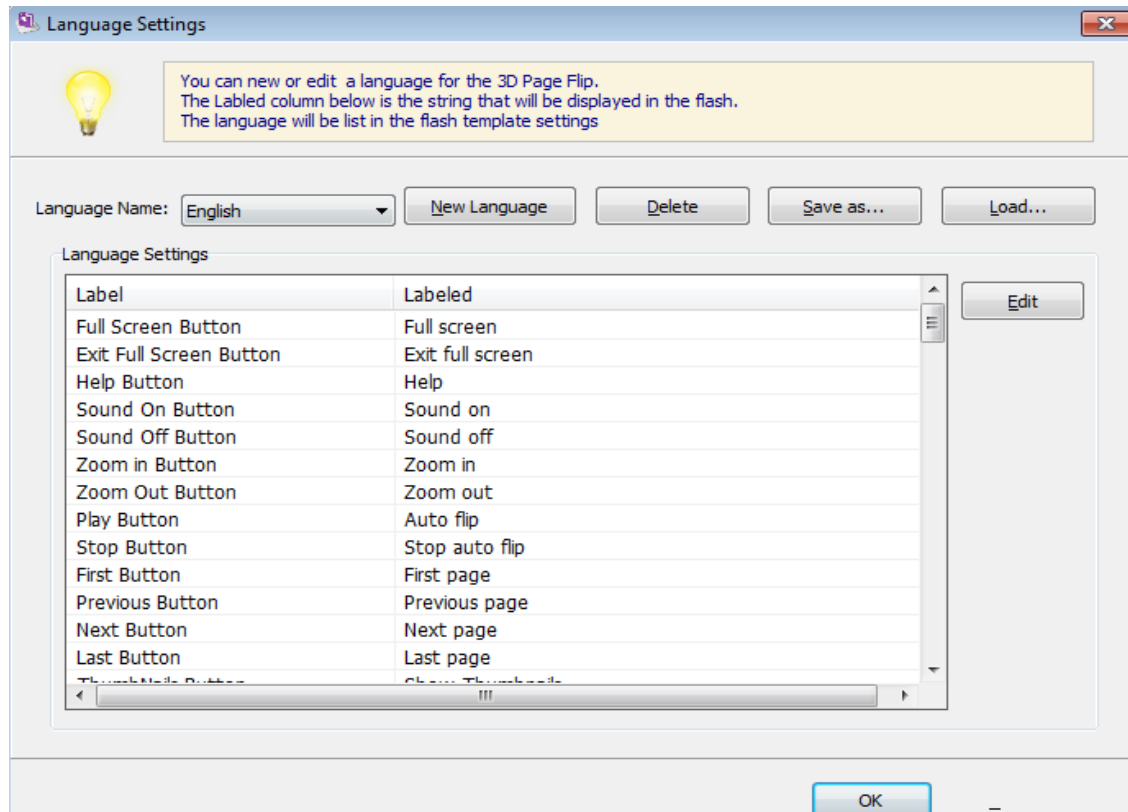 Language Settings
You can new or edit  a language for the 3D Page Flip.
The Labled column below is the string that will be displayed in the flash.
The language will be list in the flash template settings
Language Name: English New Language Delete Save as... Load...
Language Settings
Label Labeled
Edit
Full Screen Button Full screen
Exit Full Screen Button Exit full screen
Help Button Help
Sound On Button Sound on
Sound Off Button Sound off
Zoom in Button Zoom in
Zoom Out Button Zoom out
Play Button Auto flip
Stop Button Stop auto flip
First Button First page
Previous Button Previous page
Next Button Next page
Last Button Last page
ThumbNails Button Show Thumbnails
OK